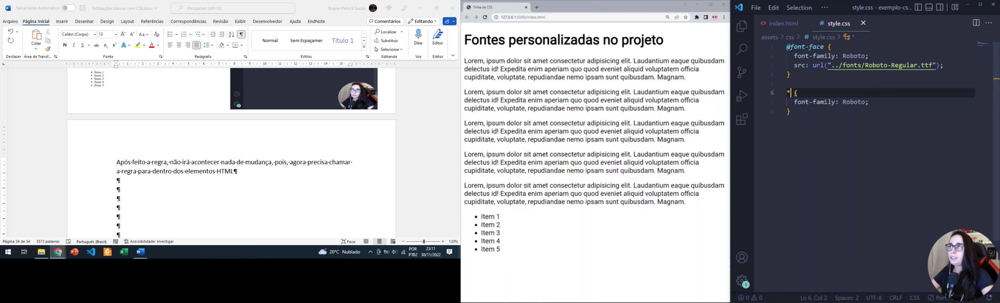 Salvamento Automático
Estilizações básicas com CSS.docx
Pesquisar (Alt+G)
Brayan Petrick Souza
Arquivo
Página Inicial
Inserir
Desenhar
Design
Layout
Referências
Correspondências
Revisão
Exibir
Desenvolvedor
Ajuda
EndNote
Comentários
Editando
Colar
Calibri (Corpo)
13
Normal
Sem Espaçamer
Título 1
Localizar
Substituir
Selecionar
Ditar
Editor
Desfazer
Área de Transf...
Fonte
Parágrafo
Estilos
Editando
Voz
Editor
Item 1
Item 2
Item 3
Item 4
Item 5
Após·feito·a·regra,·não·irá·acontecer·nada·de·mudança,·pois,·agora·precisa·chamar·
a·regra·para·dentro·dos·elementos·HTML¶
¶
¶
¶
¶
¶
¶
¶
Página 34 de 34
3573 palavras
Português (Brasil)
Acessibilidade: investigar
Foco
120%
20°C Nublado
POR
PTB2
23:11
30/11/2022
Trilha de CSS
127.0.0.1:5500/index.html
Fontes personalizadas no projeto
Lorem, ipsum dolor sit amet consectetur adipisicing elit. Laudantium eaque quibusdam
delectus id! Expedita enim aperiam quo quod eveniet aliquid voluptatem officia
cupiditate, voluptate, repudiandae nemo ipsam sunt quibusdam. Magnam.
Lorem, ipsum dolor sit amet consectetur adipisicing elit. Laudantium eaque quibusdam
delectus id! Expedita enim aperiam quo quod eveniet aliquid voluptatem officia
cupiditate, voluptate, repudiandae nemo ipsam sunt quibusdam. Magnam.
Lorem, ipsum dolor sit amet consectetur adipisicing elit. Laudantium eaque quibusdam
delectus id! Expedita enim aperiam quo quod eveniet aliquid voluptatem officia
cupiditate, voluptate, repudiandae nemo ipsam sunt quibusdam. Magnam.
Lorem, ipsum dolor sit amet consectetur adipisicing elit. Laudantium eaque quibusdam
delectus id! Expedita enim aperiam quo quod eveniet aliquid voluptatem officia
cupiditate, voluptate, repudiandae nemo ipsam sunt quibusdam. Magnam.
Lorem, ipsum dolor sit amet consectetur adipisicing elit. Laudantium eaque quibusdam
delectus id! Expedita enim aperiam quo quod eveniet aliquid voluptatem officia
cupiditate, voluptate, repudiandae nemo ipsam sunt quibusdam. Magnam.
• Item 1
• Item 2
• Item 3
• Item 4
• Item 5
File Edit Selection ···
style.css - exemplo-cs...
index.html
# style.css
assets > css > # style.css > *
1 @font-face {
2 font-family: Roboto;
3 src: url("../fonts/Roboto-Regular.ttf");
4 }
5
6 * {
7 font-family: Roboto;
8 }
1
0 0
Ln 6, Col 2
Spaces: 2
UTF-8
CRLF
CSS
Port